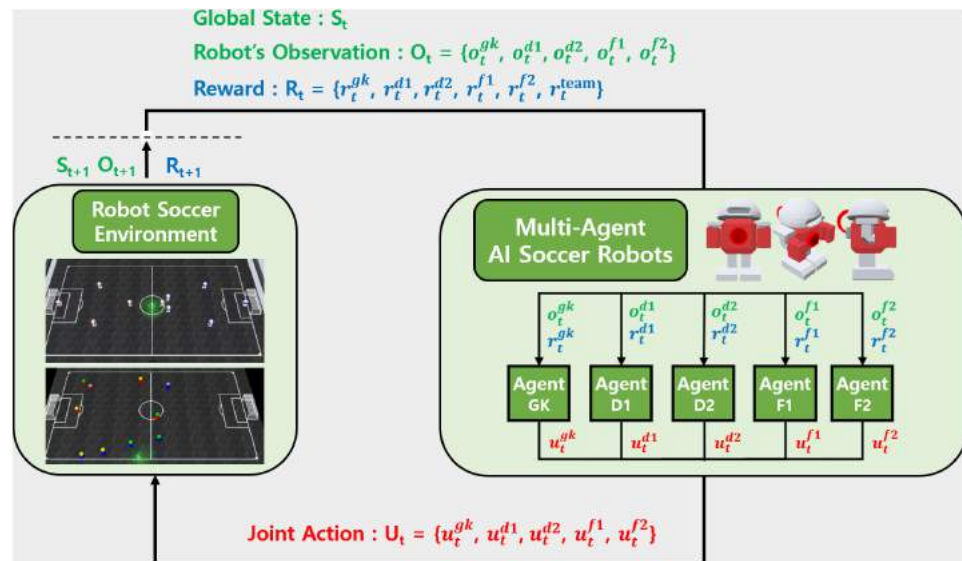 Global State : S_t
Robot's Observation : O_t = {o_t^{gk}, o_t^{d1}, o_t^{d2}, o_t^{f1}, o_t^{f2}}
Reward : R_t = {r_t^{gk}, r_t^{d1}, r_t^{d2}, r_t^{f1}, r_t^{f2}, r_t^{team}}
S_{t+1} O_{t+1} R_{t+1}
Robot Soccer
Environment
Multi-Agent
AI Soccer Robots
o_t^{gk} o_t^{d1} o_t^{d2} o_t^{f1} o_t^{f2}
r_t^{gk} r_t^{d1} r_t^{d2} r_t^{f1} r_t^{f2}
Agent Agent Agent Agent Agent
GK D1 D2 F1 F2
u_t^{gk} u_t^{d1} u_t^{d2} u_t^{f1} u_t^{f2}
Joint Action : U_t = {u_t^{gk}, u_t^{d1}, u_t^{d2}, u_t^{f1}, u_t^{f2}}